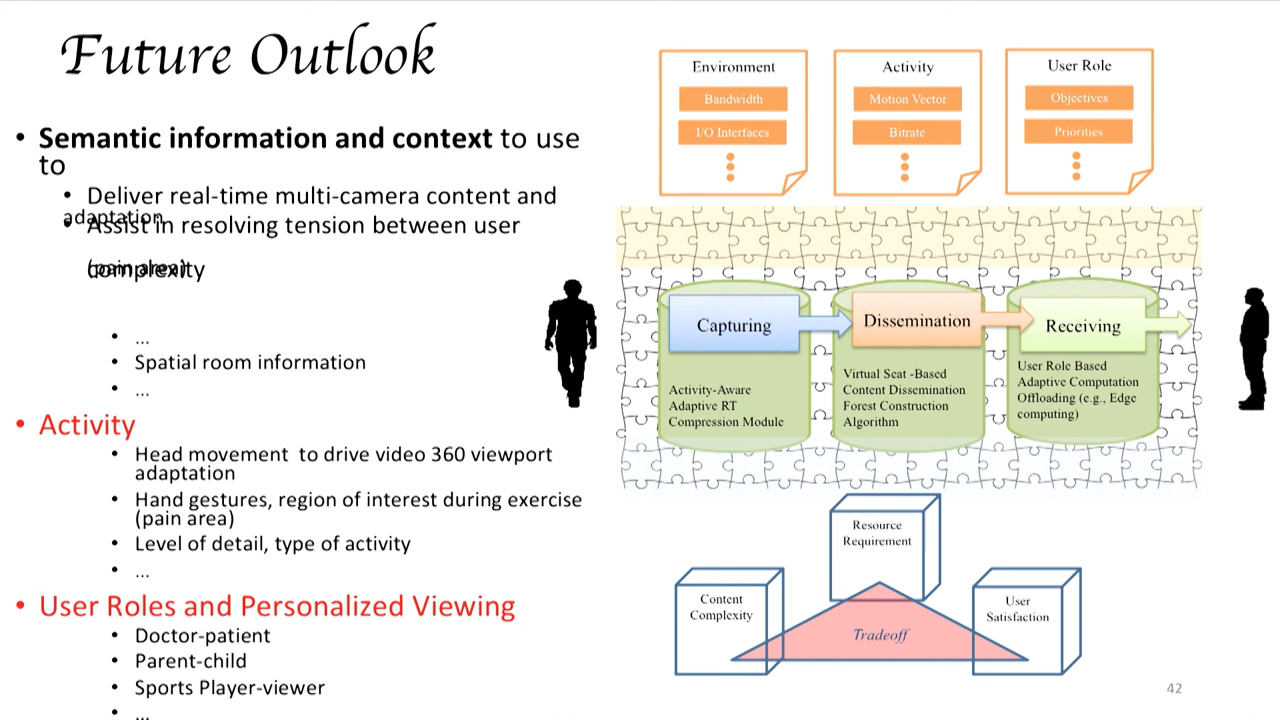 Future Outlook
• Semantic information and context to use
to
• Deliver real-time multi-camera content and
adaptation
• Assist in resolving tension between user
(pain area)
complexity
• ...
• Spatial room information
• ...
• Activity
• Head movement to drive video 360 viewport
adaptation
• Hand gestures, region of interest during exercise
(pain area)
• Level of detail, type of activity
• ...
• User Roles and Personalized Viewing
• Doctor-patient
• Parent-child
• Sports Player-viewer
• ...
Environment
Bandwidth
I/O Interfaces
Activity
Motion Vector
Bitrate
User Role
Objectives
Priorities
Capturing
Activity-Aware
Adaptive RT
Compression Module
Dissemination
Virtual Seat -Based
Content Dissemination
Forest Construction
Algorithm
Receiving
User Role Based
Adaptive Computation
Offloading (e.g., Edge
computing)
Resource
Requirement
Content
Complexity
User
Satisfaction
Tradeoff
42